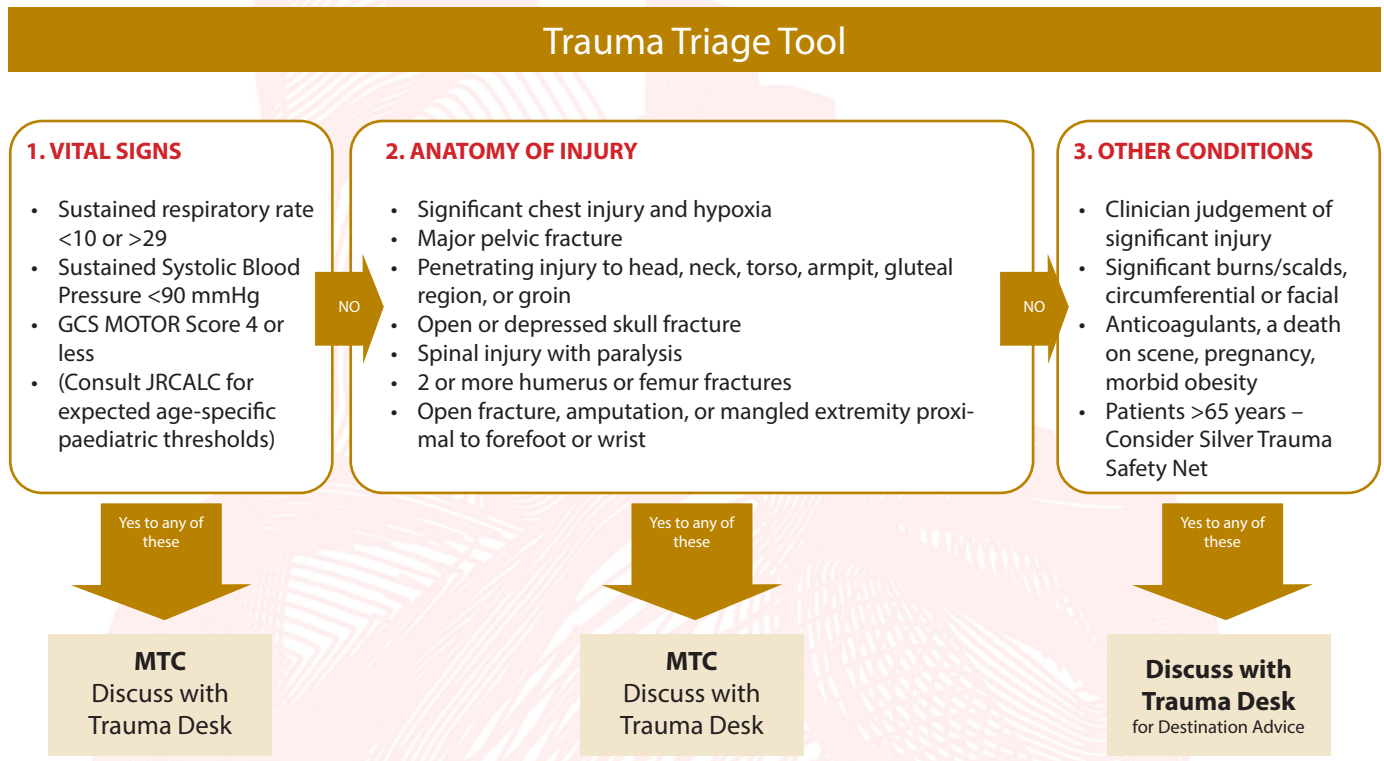 Trauma Triage Tool
1. VITAL SIGNS
• Sustained respiratory rate
<10 or >29
• Sustained Systolic Blood
Pressure <90 mmHg
• GCS MOTOR Score 4 or
less
• (Consult JRCALC for
expected age-specific
paediatric thresholds)
NO
2. ANATOMY OF INJURY
• Significant chest injury and hypoxia
• Major pelvic fracture
• Penetrating injury to head, neck, torso, armpit, gluteal
region, or groin
• Open or depressed skull fracture
• Spinal injury with paralysis
• 2 or more humerus or femur fractures
• Open fracture, amputation, or mangled extremity proxi-
mal to forefoot or wrist
NO
3. OTHER CONDITIONS
• Clinician judgement of
significant injury
• Significant burns/scalds,
circumferential or facial
• Anticoagulants, a death
on scene, pregnancy,
morbid obesity
• Patients >65 years –
Consider Silver Trauma
Safety Net
Yes to any of
these
Yes to any of
these
Yes to any of
these
MTC
Discuss with
Trauma Desk
MTC
Discuss with
Trauma Desk
Discuss with
Trauma Desk
for Destination Advice